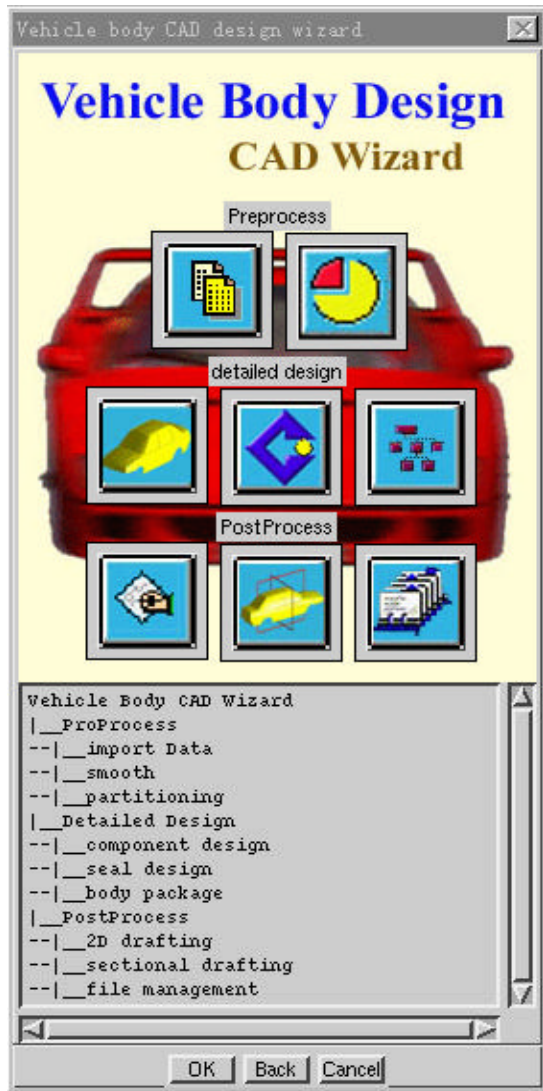 Vehicle body CAD design wizard
Vehicle Body Design
CAD Wizard
Preprocess
detailed design
PostProcess
Vehicle Body CAD Wizard
|__ProProcess
--|__import Data
--|__smooth
--|__partitioning
|__Detailed Design
--|__component design
--|__seal design
--|__body package
|__PostProcess
--|__2D drafting
--|__sectional drafting
--|__file management
OK Back Cancel